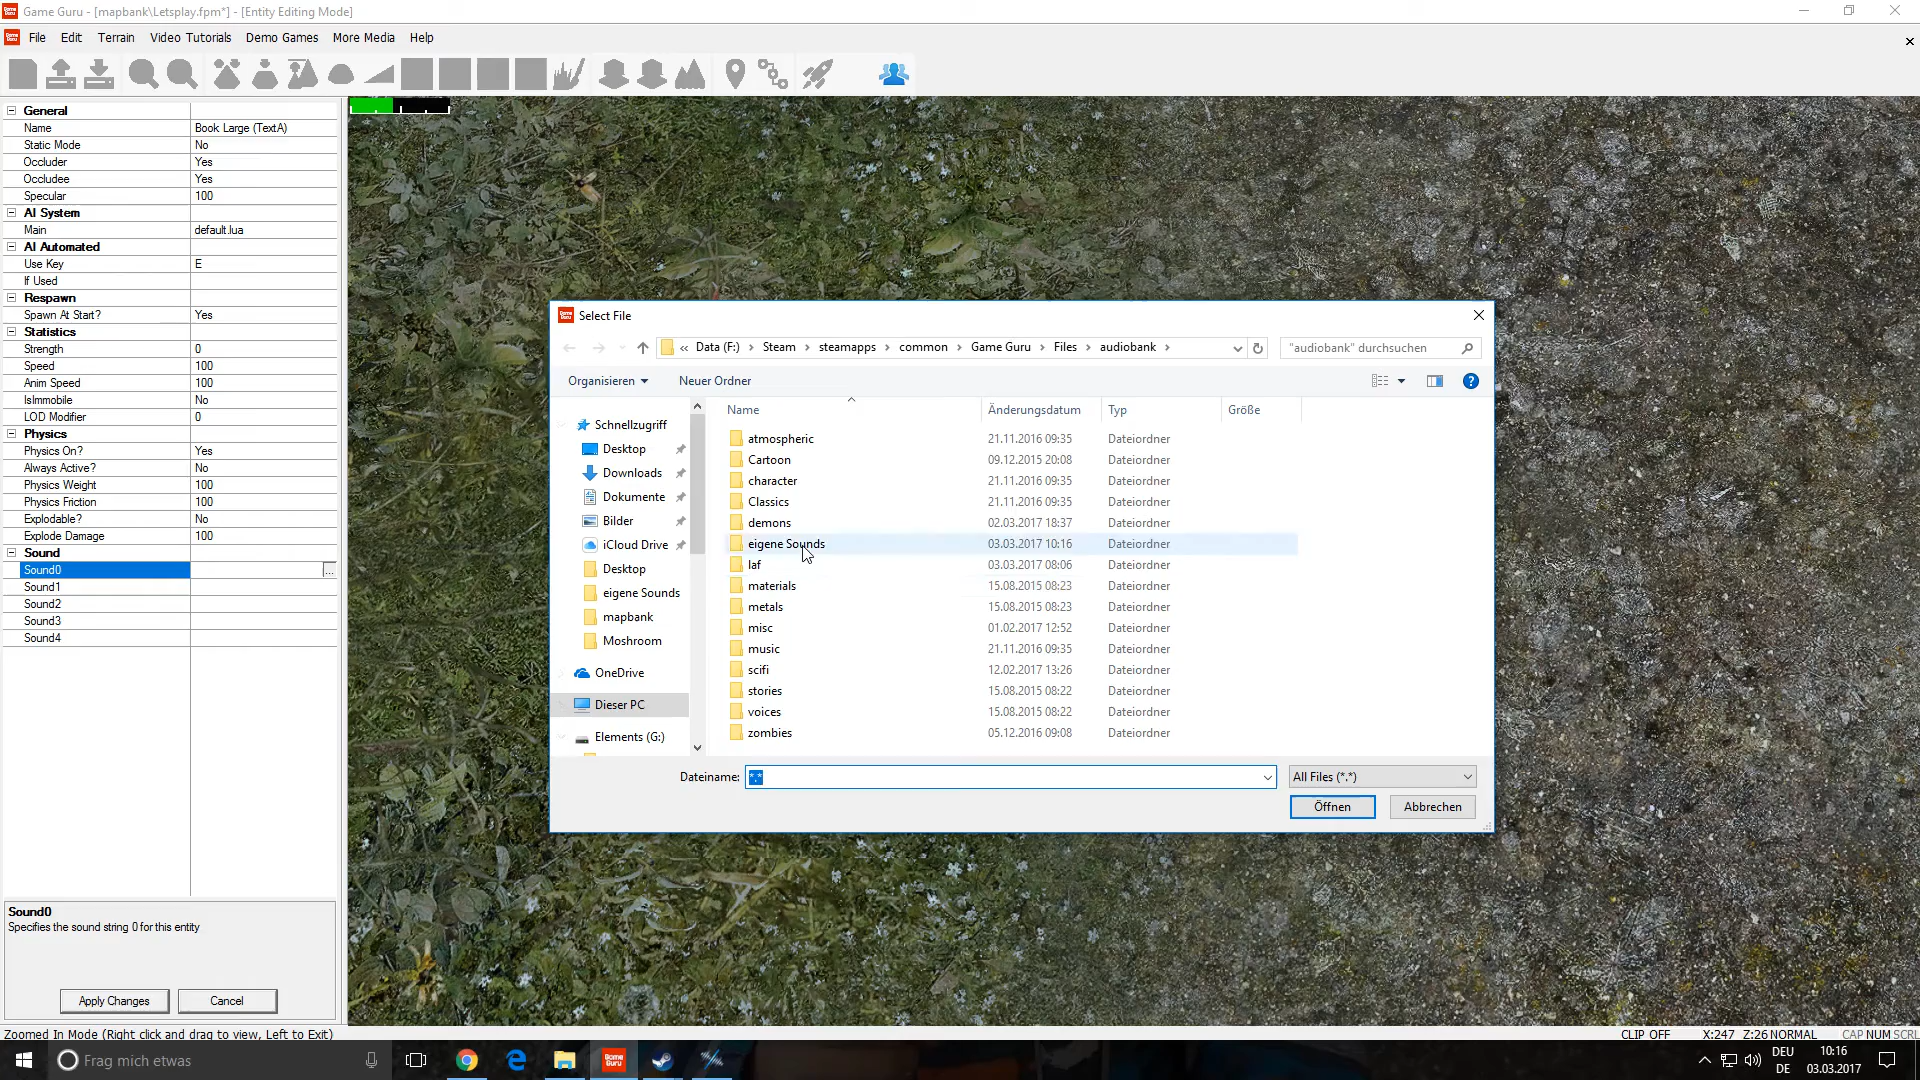 Game Guru - [mapbank\Letsplay.fpm*] - [Entity Editing Mode]
File Edit Terrain Video Tutorials Demo Games More Media Help
General
Name Book Large (TextA)
Static Mode No
Occluder Yes
Occludee Yes
Specular 100
AI System
Main default.lua
AI Automated
Use Key E
If Used
Respawn
Spawn At Start? Yes
Statistics
Strength 0
Speed 100
Anim Speed 100
IsImmobile No
LOD Modifier 0
Physics
Physics On? Yes
Always Active? No
Physics Weight 100
Physics Friction 100
Explodable? No
Explode Damage 100
Sound
Sound0 ...
Sound1
Sound2
Sound3
Sound4
Sound0
Specifies the sound string 0 for this entity
Apply Changes Cancel
Select File
« Data (F:) › Steam › steamapps › common › Game Guru › Files › audiobank ›
"audiobank" durchsuchen
Organisieren Neuer Ordner
Schnellzugriff
Desktop
Downloads
Dokumente
Bilder
iCloud Drive
Desktop
eigene Sounds
mapbank
Moshroom
OneDrive
Dieser PC
Elements (G:)
Name Änderungsdatum Typ Größe
atmospheric 21.11.2016 09:35 Dateiordner
Cartoon 09.12.2015 20:08 Dateiordner
character 21.11.2016 09:35 Dateiordner
Classics 21.11.2016 09:35 Dateiordner
demons 02.03.2017 18:37 Dateiordner
eigene Sounds 03.03.2017 10:16 Dateiordner
laf 03.03.2017 08:06 Dateiordner
materials 15.08.2015 08:23 Dateiordner
metals 15.08.2015 08:23 Dateiordner
misc 01.02.2017 12:52 Dateiordner
music 21.11.2016 09:35 Dateiordner
scifi 12.02.2017 13:26 Dateiordner
stories 15.08.2015 08:22 Dateiordner
voices 15.08.2015 08:22 Dateiordner
zombies 05.12.2016 09:08 Dateiordner
Dateiname: *.* All Files (*.*)
Öffnen Abbrechen
Zoomed In Mode (Right click and drag to view, Left to Exit)
CLIP OFF X:247 Z:26 NORMAL CAP NUM SCRL
Frag mich etwas
DEU
DE
10:16
03.03.2017